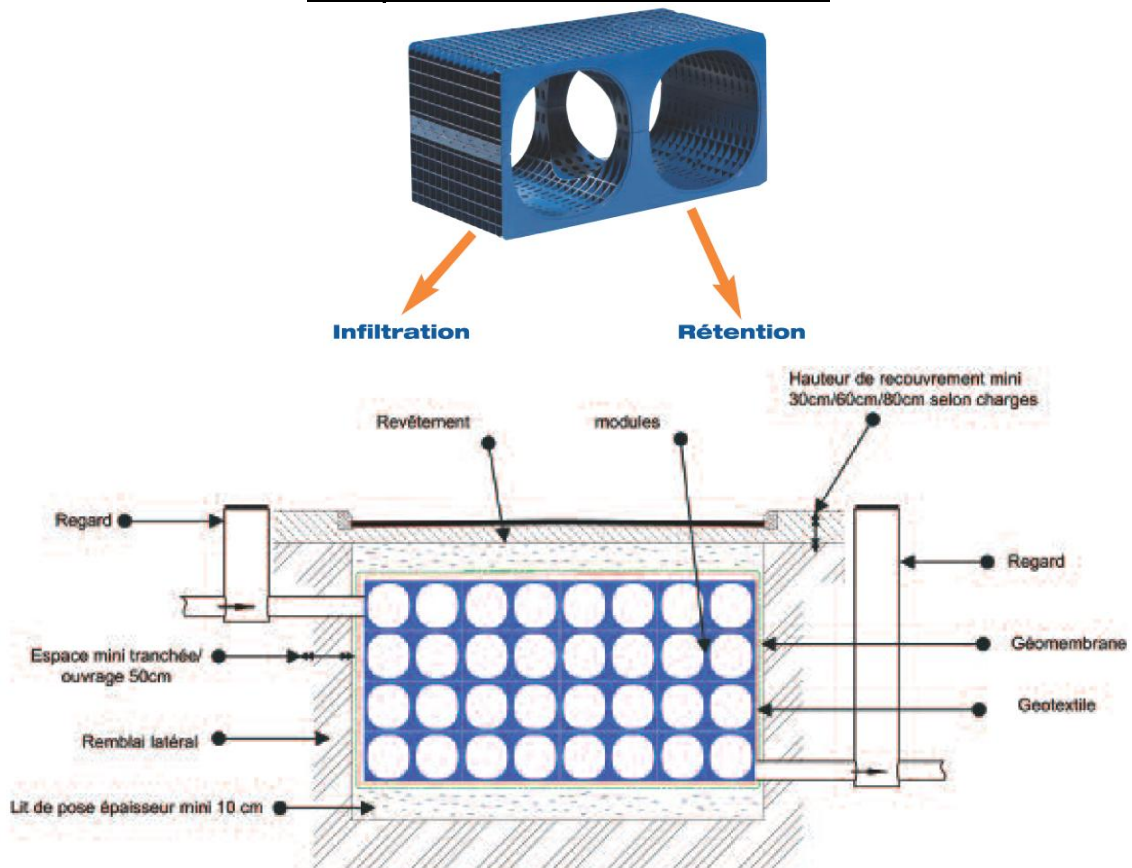 Infiltration
Rétention
Hauteur de recouvrement mini
30cm/60cm/80cm selon charges
Revêtement
modules
Regard
Regard
Espace mini tranchée/
ouvrage 50cm
Géomembrane
Geotextile
Remblai latéral
Lit de pose épaisseur mini 10 cm